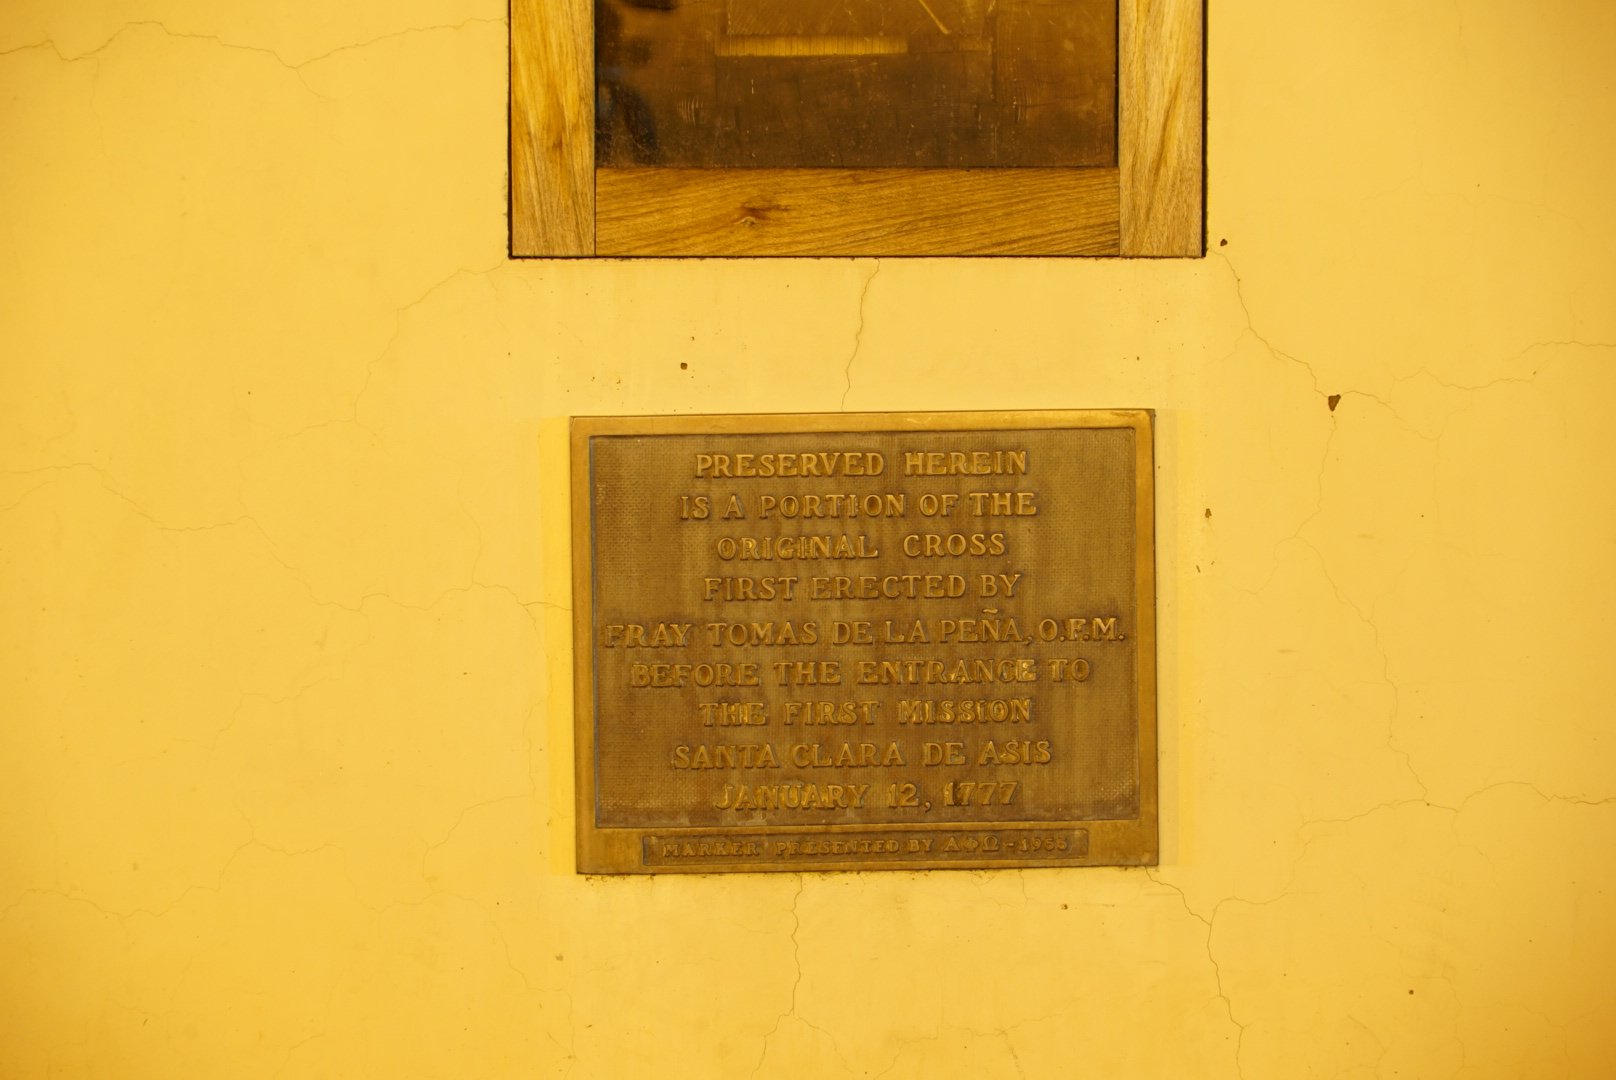 PRESERVED HEREIN
IS A PORTION OF THE
ORIGINAL CROSS
FIRST ERECTED BY
FRAY TOMAS DE LA PEÑA, O.F.M.
BEFORE THE ENTRANCE TO
THE FIRST MISSION
SANTA CLARA DE ASIS
JANUARY 12, 1777
MARKER PRESENTED BY ΑΦΩ -